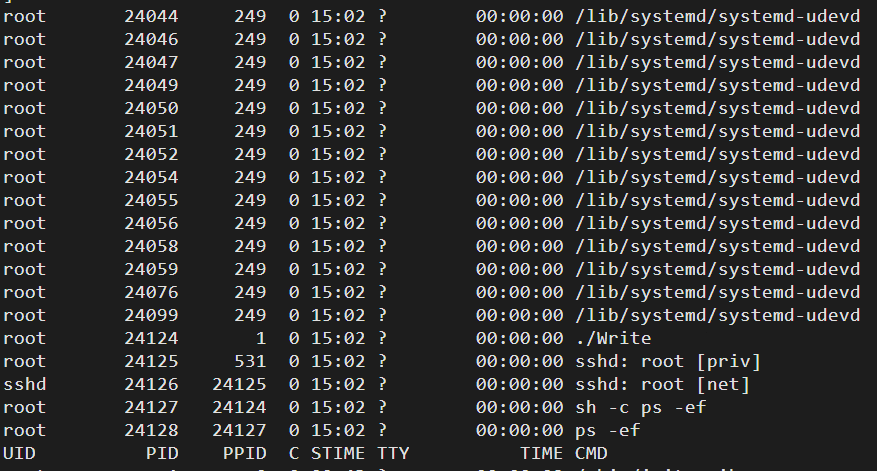 root 24044 249 0 15:02 ? 00:00:00 /lib/systemd/systemd-udevd
root 24046 249 0 15:02 ? 00:00:00 /lib/systemd/systemd-udevd
root 24047 249 0 15:02 ? 00:00:00 /lib/systemd/systemd-udevd
root 24049 249 0 15:02 ? 00:00:00 /lib/systemd/systemd-udevd
root 24050 249 0 15:02 ? 00:00:00 /lib/systemd/systemd-udevd
root 24051 249 0 15:02 ? 00:00:00 /lib/systemd/systemd-udevd
root 24052 249 0 15:02 ? 00:00:00 /lib/systemd/systemd-udevd
root 24054 249 0 15:02 ? 00:00:00 /lib/systemd/systemd-udevd
root 24055 249 0 15:02 ? 00:00:00 /lib/systemd/systemd-udevd
root 24056 249 0 15:02 ? 00:00:00 /lib/systemd/systemd-udevd
root 24058 249 0 15:02 ? 00:00:00 /lib/systemd/systemd-udevd
root 24059 249 0 15:02 ? 00:00:00 /lib/systemd/systemd-udevd
root 24076 249 0 15:02 ? 00:00:00 /lib/systemd/systemd-udevd
root 24099 249 0 15:02 ? 00:00:00 /lib/systemd/systemd-udevd
root 24124 1 0 15:02 ? 00:00:00 ./Write
root 24125 531 0 15:02 ? 00:00:00 sshd: root [priv]
sshd 24126 24125 0 15:02 ? 00:00:00 sshd: root [net]
root 24127 24124 0 15:02 ? 00:00:00 sh -c ps -ef
root 24128 24127 0 15:02 ? 00:00:00 ps -ef
UID PID PPID C STIME TTY TIME CMD